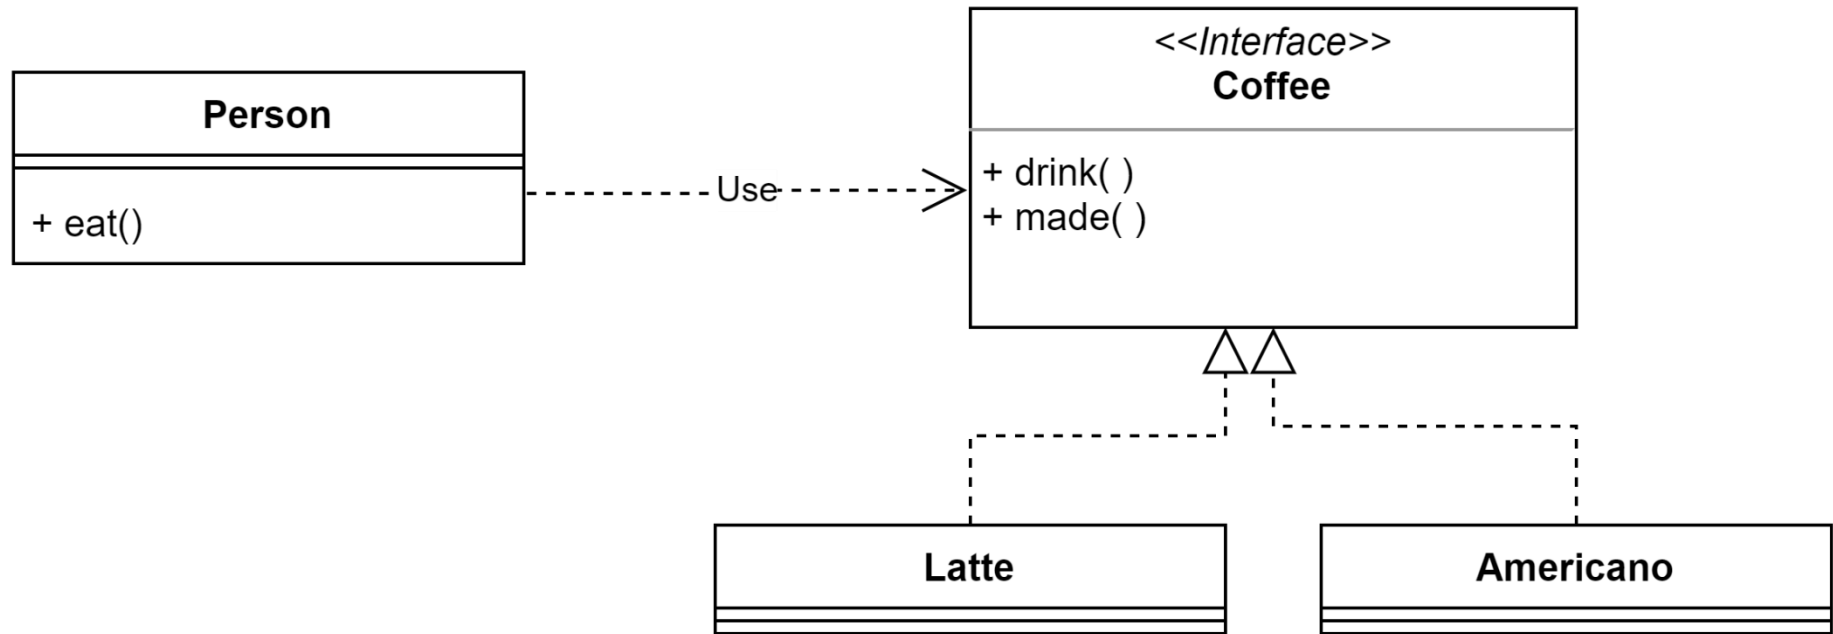 Person
+ eat()
Use
<<Interface>>
Coffee
+ drink( )
+ made( )
Latte
Americano